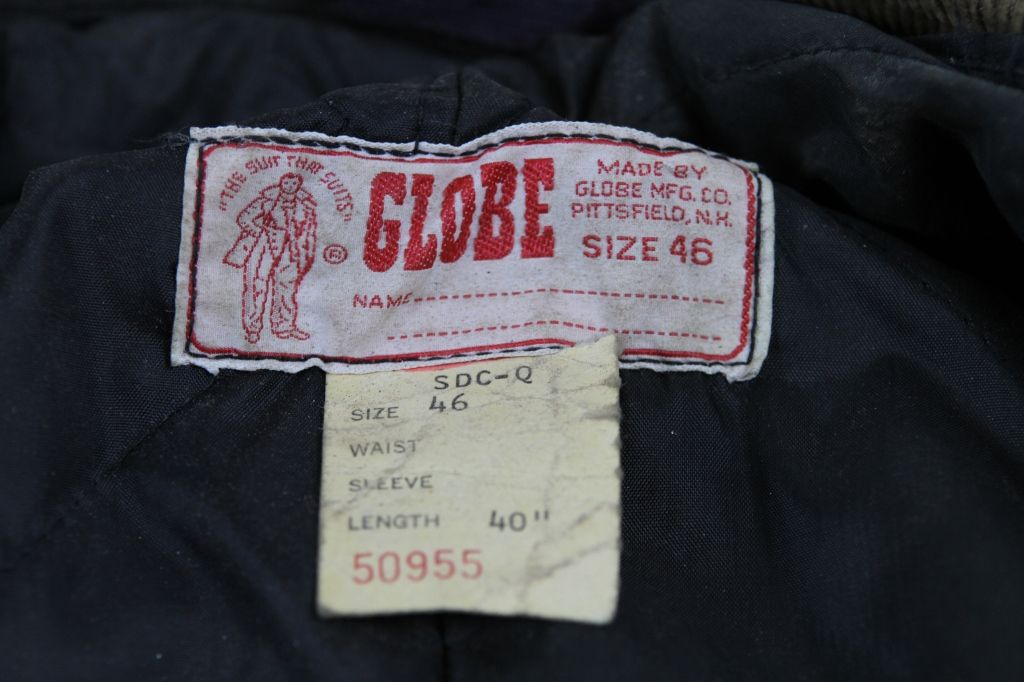 "THE SUIT THAT SUITS"
®
GLOBE
MADE BY
GLOBE MFG. CO.
PITTSFIELD, N.H.
SIZE 46
NAME
SDC-Q
SIZE 46
WAIST
SLEEVE
LENGTH 40"
50955